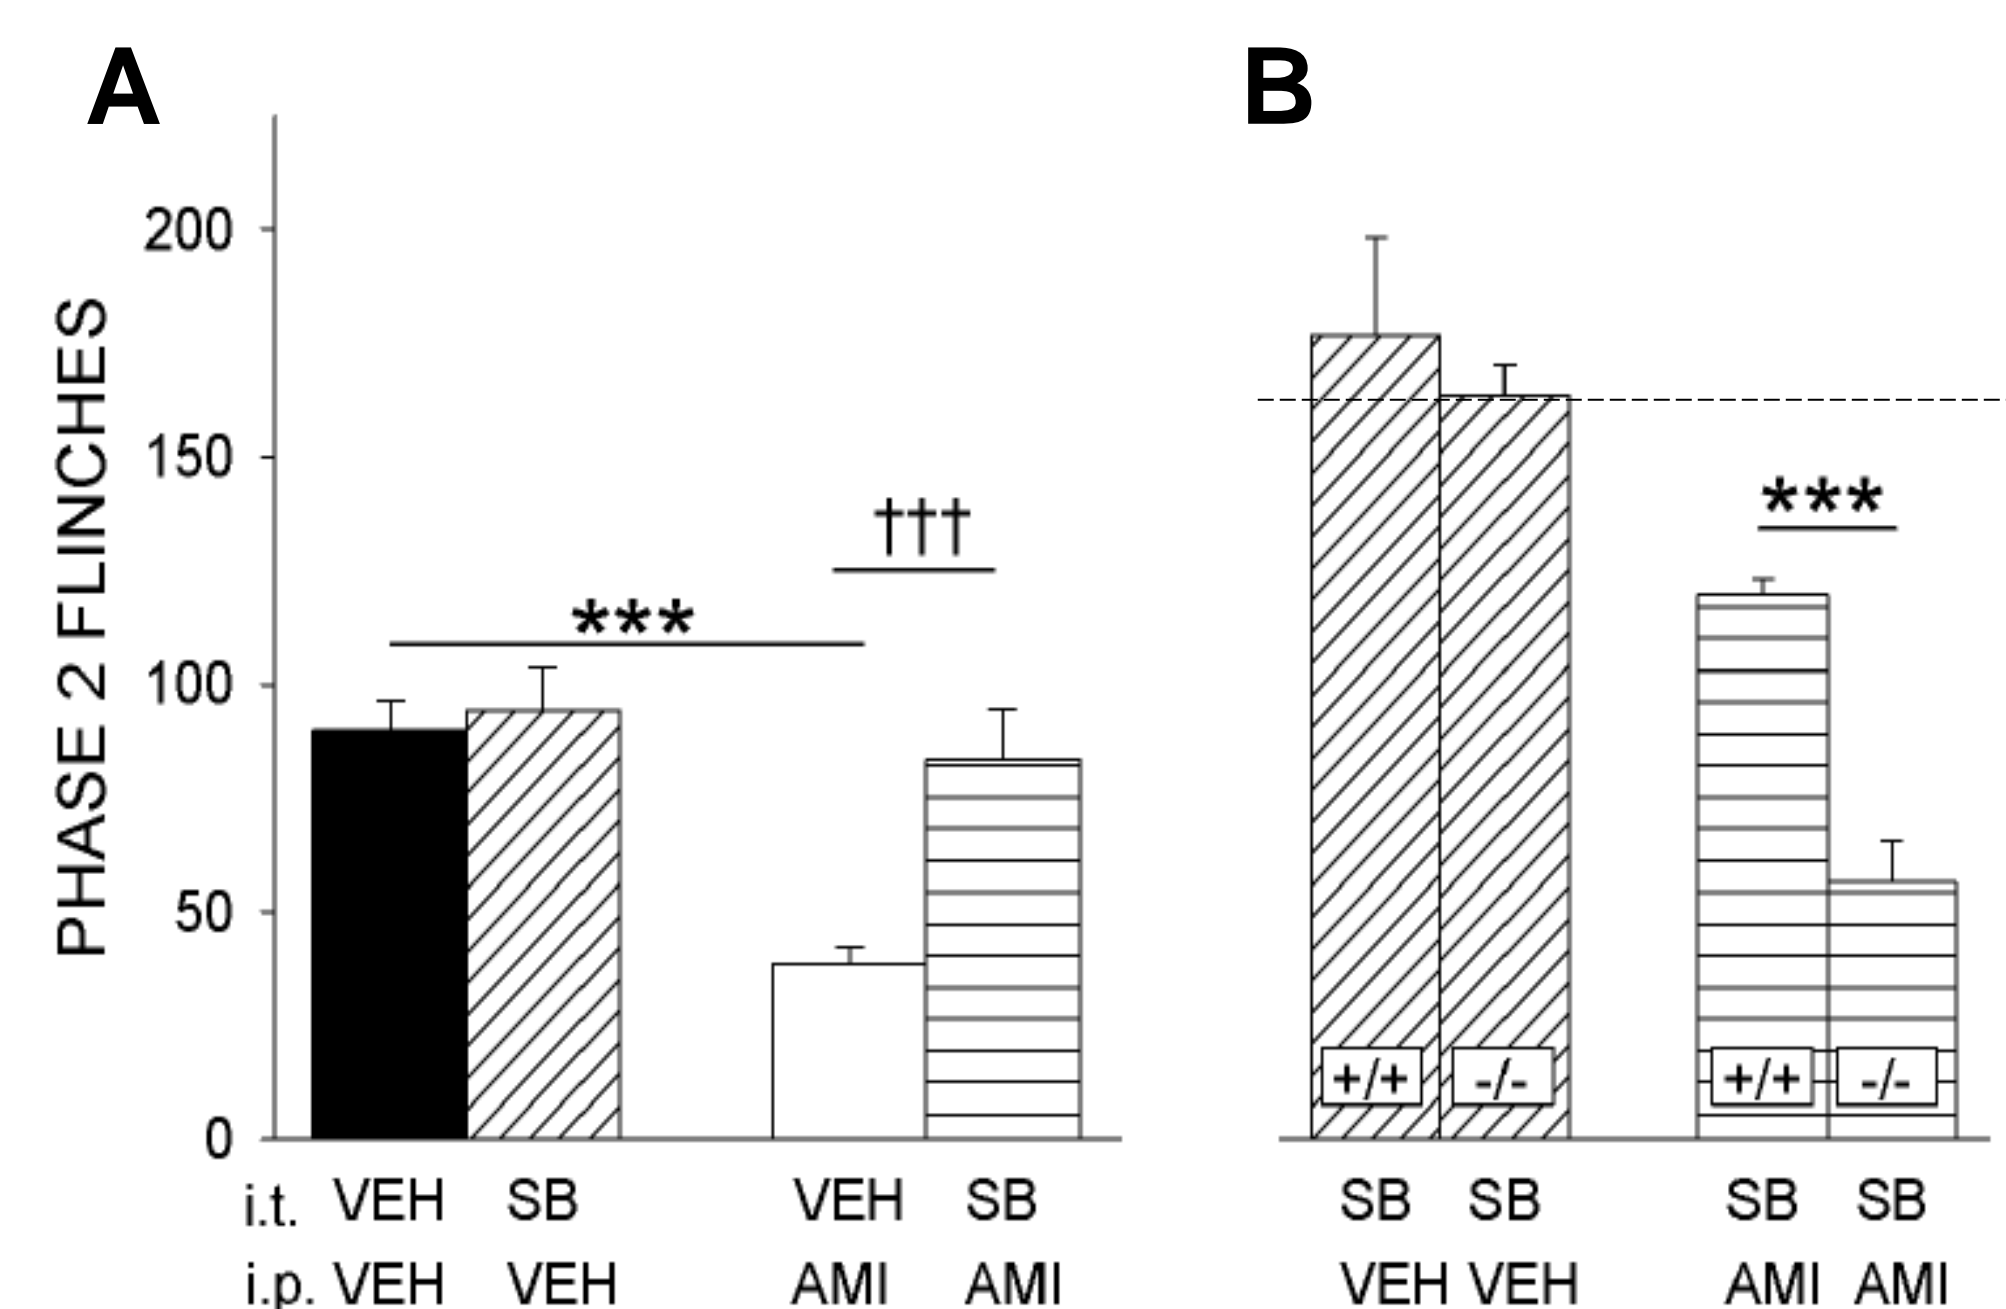 A
B
PHASE 2 FLINCHES
200
150
100
50
0
†††
***
***
+/+
-/-
+/+
-/-
i.t. VEH SB VEH SB SB SB SB SB
i.p. VEH VEH AMI AMI VEH VEH AMI AMI